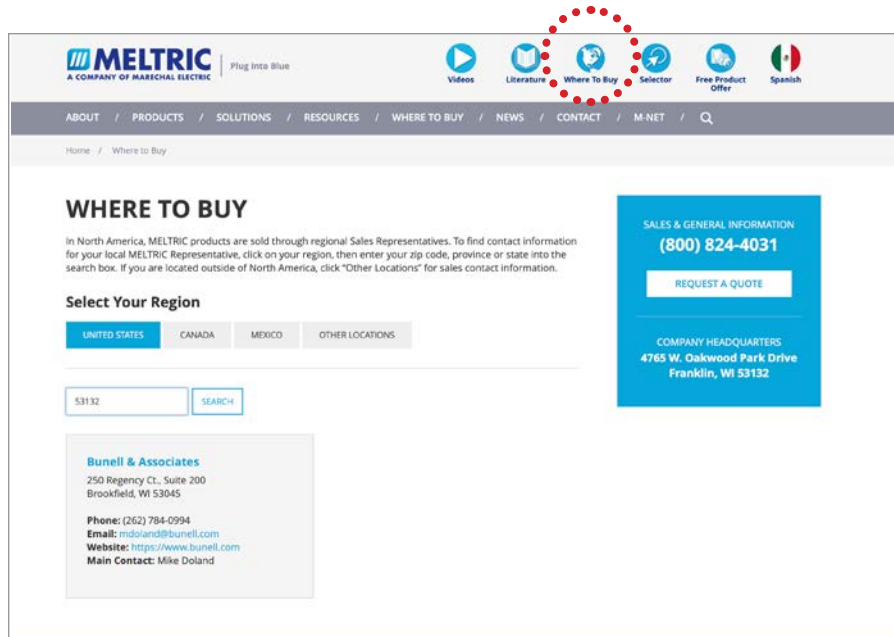 MELTRIC
A COMPANY OF MARECHAL ELECTRIC
Plug Into Blue
Videos
Literature
Where To Buy
Selector
Free Product
Offer
Spanish
ABOUT / PRODUCTS / SOLUTIONS / RESOURCES / WHERE TO BUY / NEWS / CONTACT / M-NET /
Home / Where to Buy
WHERE TO BUY
In North America, MELTRIC products are sold through regional Sales Representatives. To find contact information
for your local MELTRIC Representative, click on your region, then enter your zip code, province or state into the
search box. If you are located outside of North America, click "Other Locations" for sales contact information.
Select Your Region
UNITED STATES CANADA MEXICO OTHER LOCATIONS
53132 SEARCH
Bunell & Associates
250 Regency Ct., Suite 200
Brookfield, WI 53045
Phone: (262) 784-0994
Email: mdoland@bunell.com
Website: https://www.bunell.com
Main Contact: Mike Doland
SALES & GENERAL INFORMATION
(800) 824-4031
REQUEST A QUOTE
COMPANY HEADQUARTERS
4765 W. Oakwood Park Drive
Franklin, WI 53132